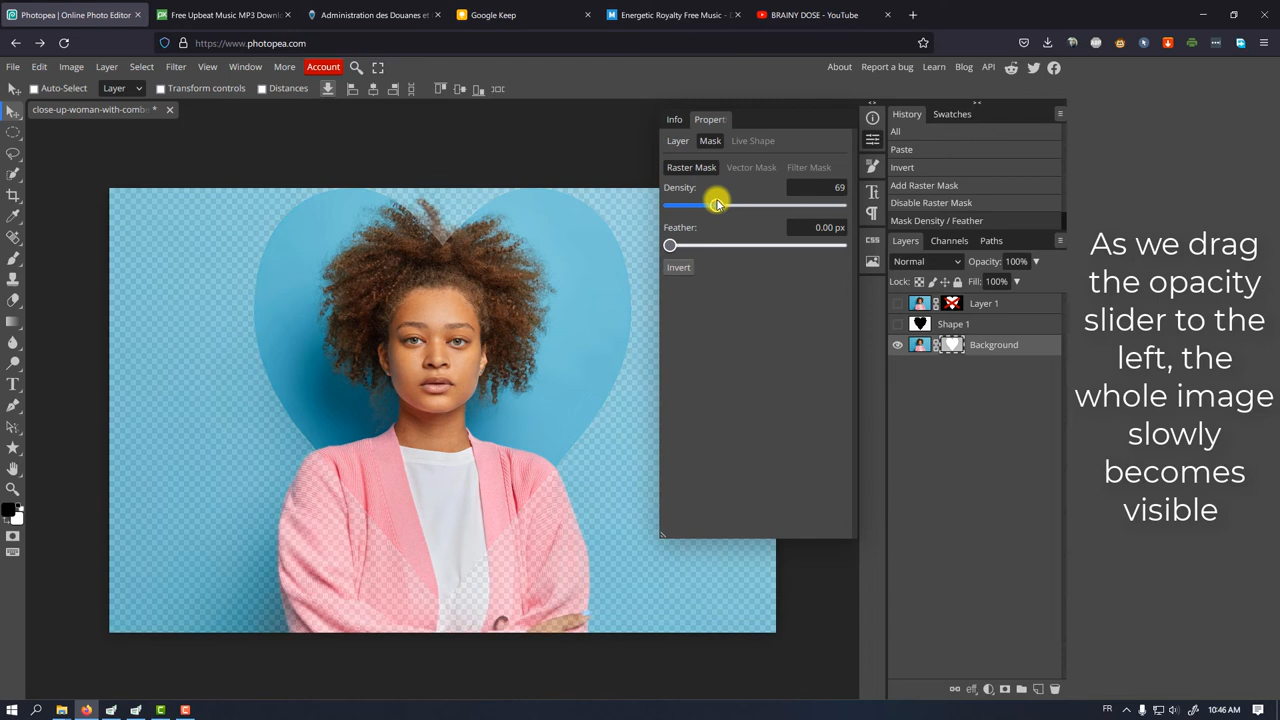 Photopea | Online Photo Editor
Free Upbeat Music MP3 Downl
Administration des Douanes et
Google Keep
Energetic Royalty Free Music - D
BRAINY DOSE - YouTube
https://www.photopea.com
File Edit Image Layer Select Filter View Window More Account
About Report a bug Learn Blog API
Auto-Select Layer Transform controls Distances
close-up-woman-with-comb *
Info Propert
Layer Mask Live Shape
Raster Mask Vector Mask Filter Mask
Density: 69
Feather: 0.00 px
Invert
CSS
History Swatches
All
Paste
Invert
Add Raster Mask
Disable Raster Mask
Mask Density / Feather
Layers Channels Paths
Normal Opacity: 100%
Lock: Fill: 100%
Layer 1
Shape 1
Background
eff
As we drag
the opacity
slider to the
left, the
whole image
slowly
becomes
visible
10:46 AM